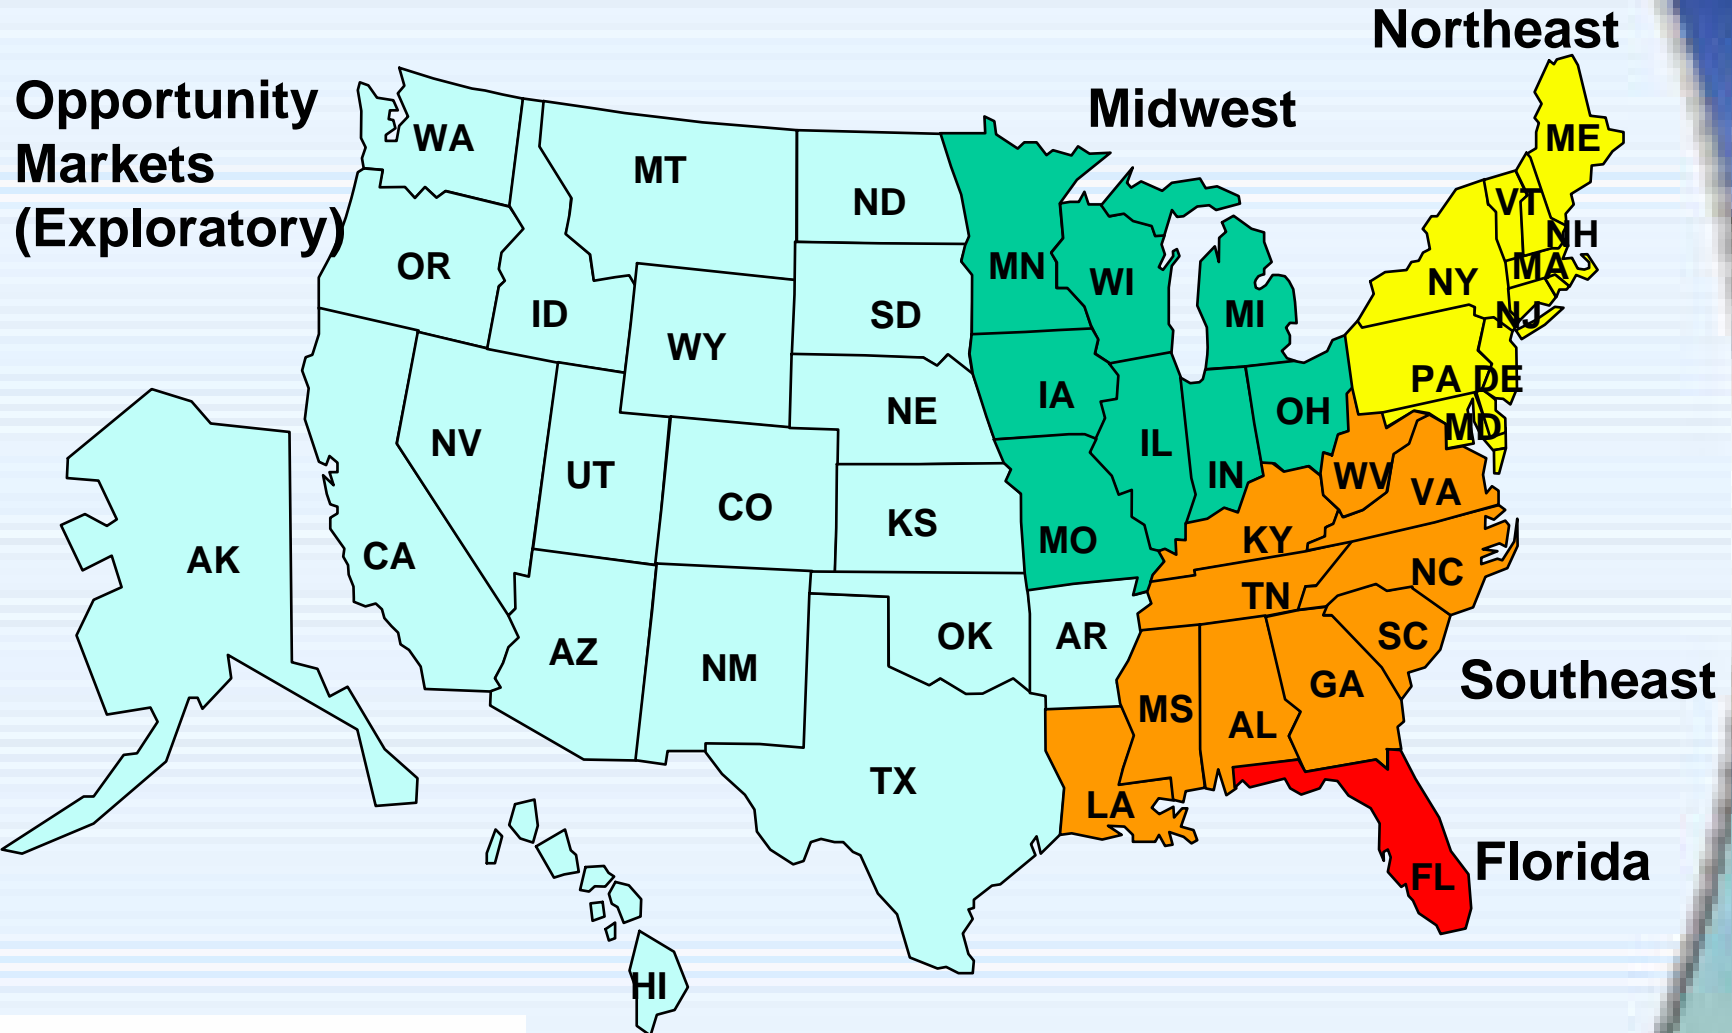 Northeast
Opportunity
Markets
(Exploratory)
Midwest
WA
MT
ND
ME
VT
NH
OR
ID
SD
MN
WI
MI
NY
MA
NJ
WY
NE
IA
IL
IN
OH
PA
DE
MD
NV
UT
CO
KS
MO
WV
VA
KY
AK
CA
AZ
NM
OK
AR
TN
NC
SC
Southeast
MS
AL
GA
TX
LA
FL
Florida
HI